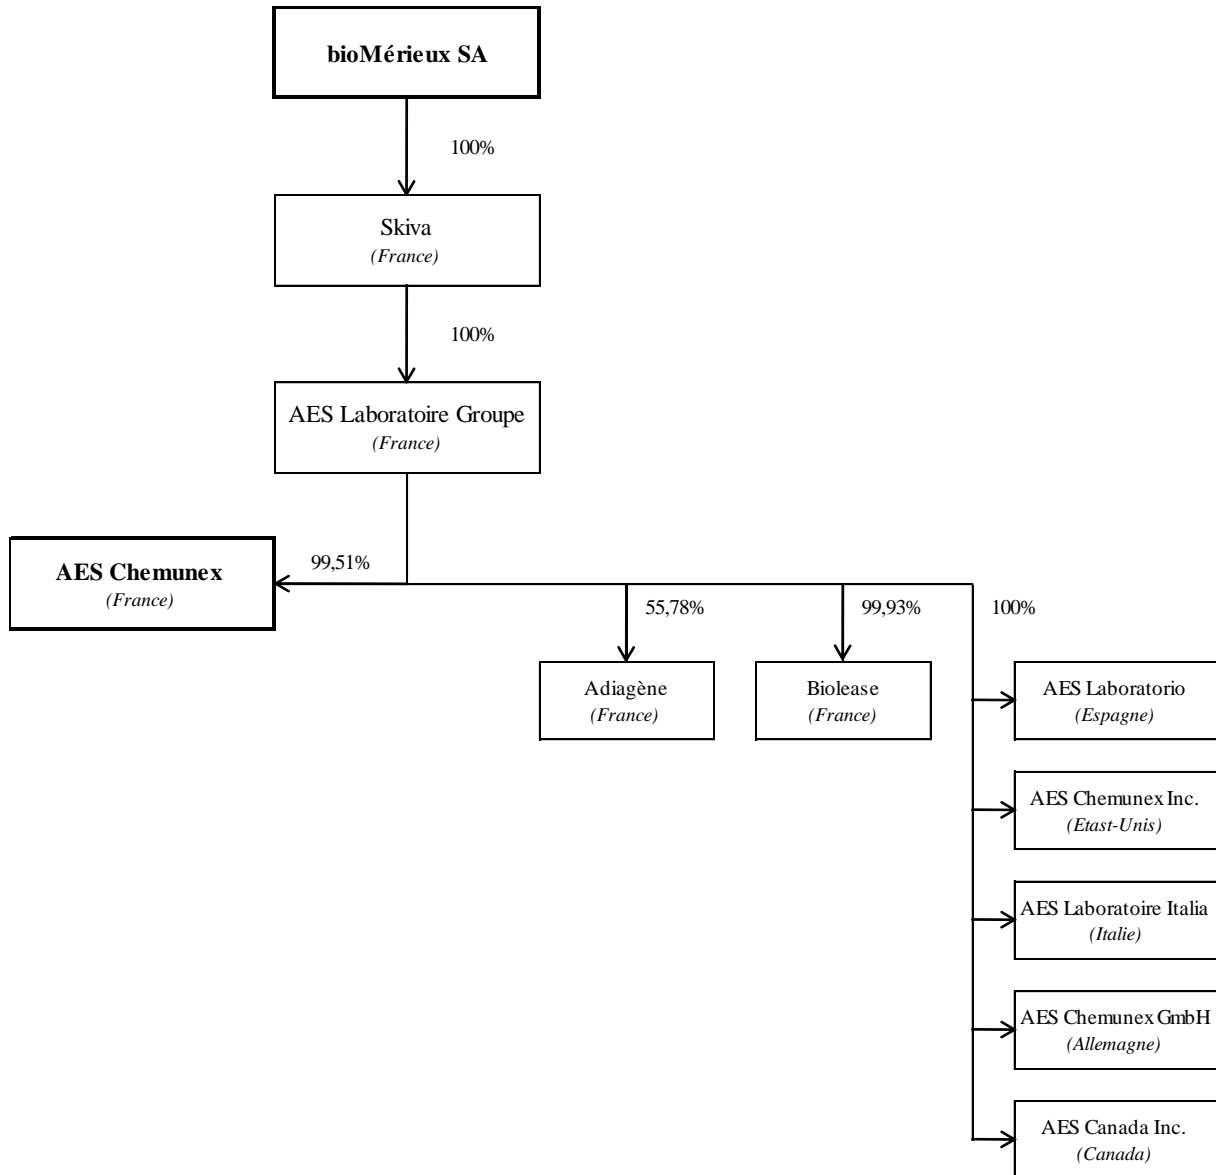 bioMérieux SA
100%
Skiva
(France)
100%
AES Laboratoire Groupe
(France)
AES Chemunex
(France)
99,51%
55,78%
99,93%
100%
Adiagène
(France)
Biolease
(France)
AES Laboratorio
(Espagne)
AES Chemunex Inc.
(Etast-Unis)
AES Laboratoire Italia
(Italie)
AES Chemunex GmbH
(Allemagne)
AES Canada Inc.
(Canada)